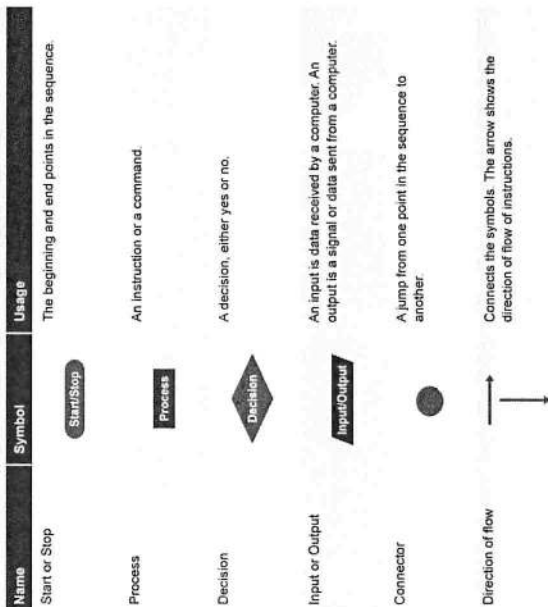 Name Symbol Usage
Start or Stop Start/Stop The beginning and end points in the sequence.
Process Process An instruction or a command.
Decision Decision A decision, either yes or no.
Input or Output Input/Output An input is data received by a computer. An
output is a signal or data sent from a computer.
Connector A jump from one point in the sequence to
another.
Direction of flow Connects the symbols. The arrow shows the
direction of flow of instructions.